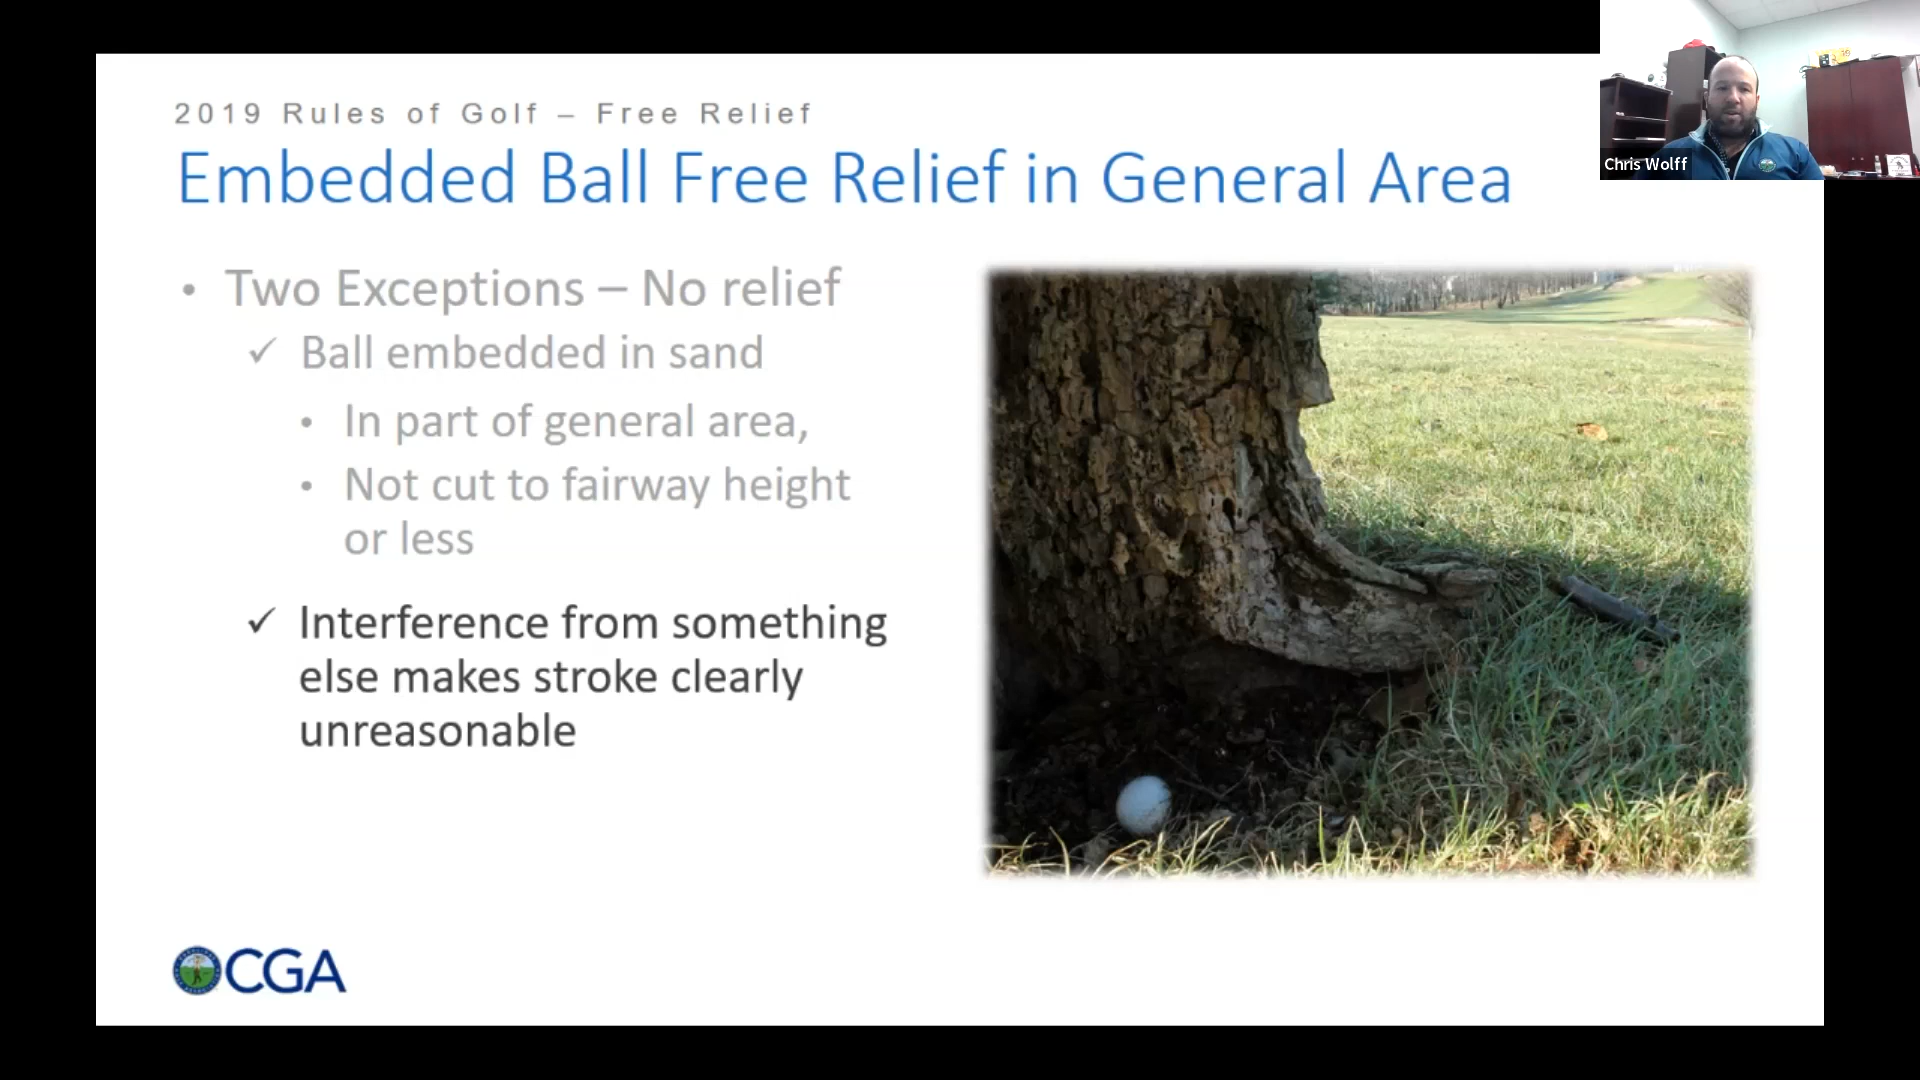 2019 Rules of Golf – Free Relief
Embedded Ball Free Relief in General Area
• Two Exceptions – No relief
✓ Ball embedded in sand
• In part of general area,
• Not cut to fairway height
or less
✓ Interference from something
else makes stroke clearly
unreasonable
CGA
Chris Wolff